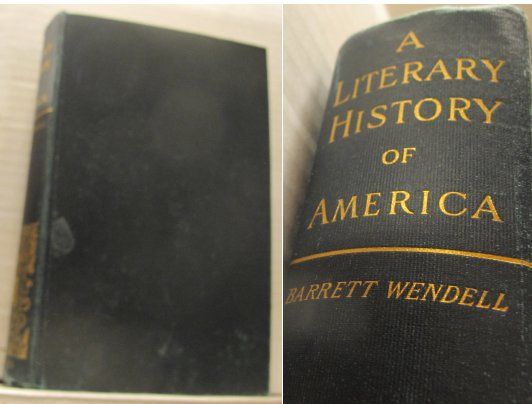 A
LITERARY
HISTORY
OF
AMERICA
BARRETT WENDELL